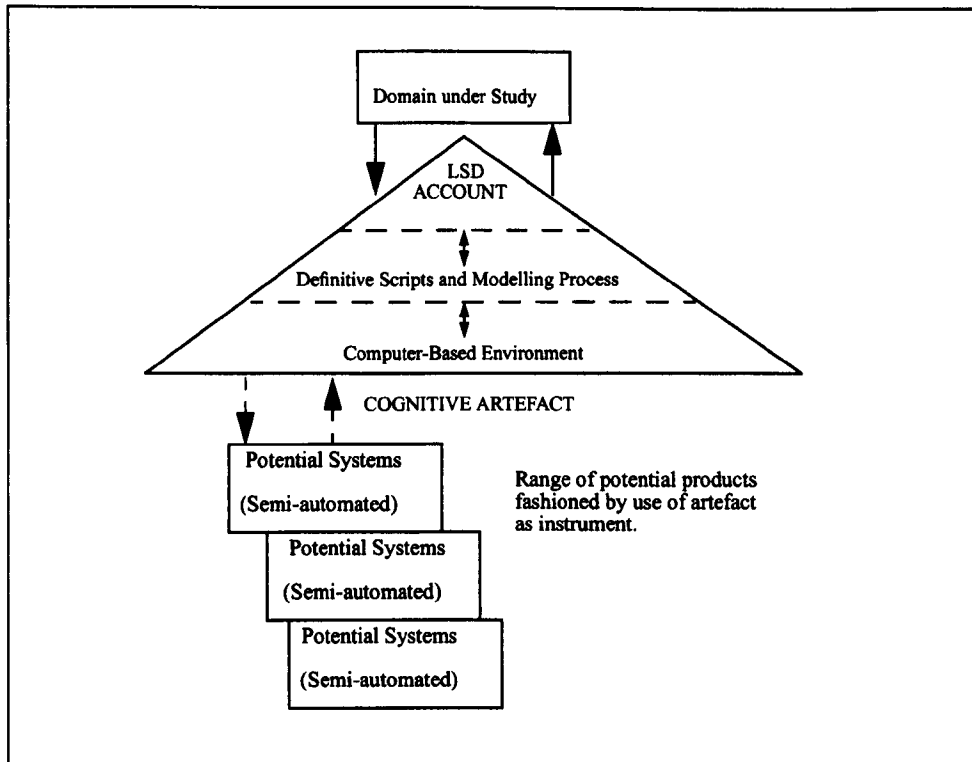 Domain under Study
LSD
ACCOUNT
Definitive Scripts and Modelling Process
Computer-Based Environment
COGNITIVE ARTEFACT
Potential Systems
(Semi-automated)
Range of potential products
fashioned by use of artefact
as instrument.
Potential Systems
(Semi-automated)
Potential Systems
(Semi-automated)